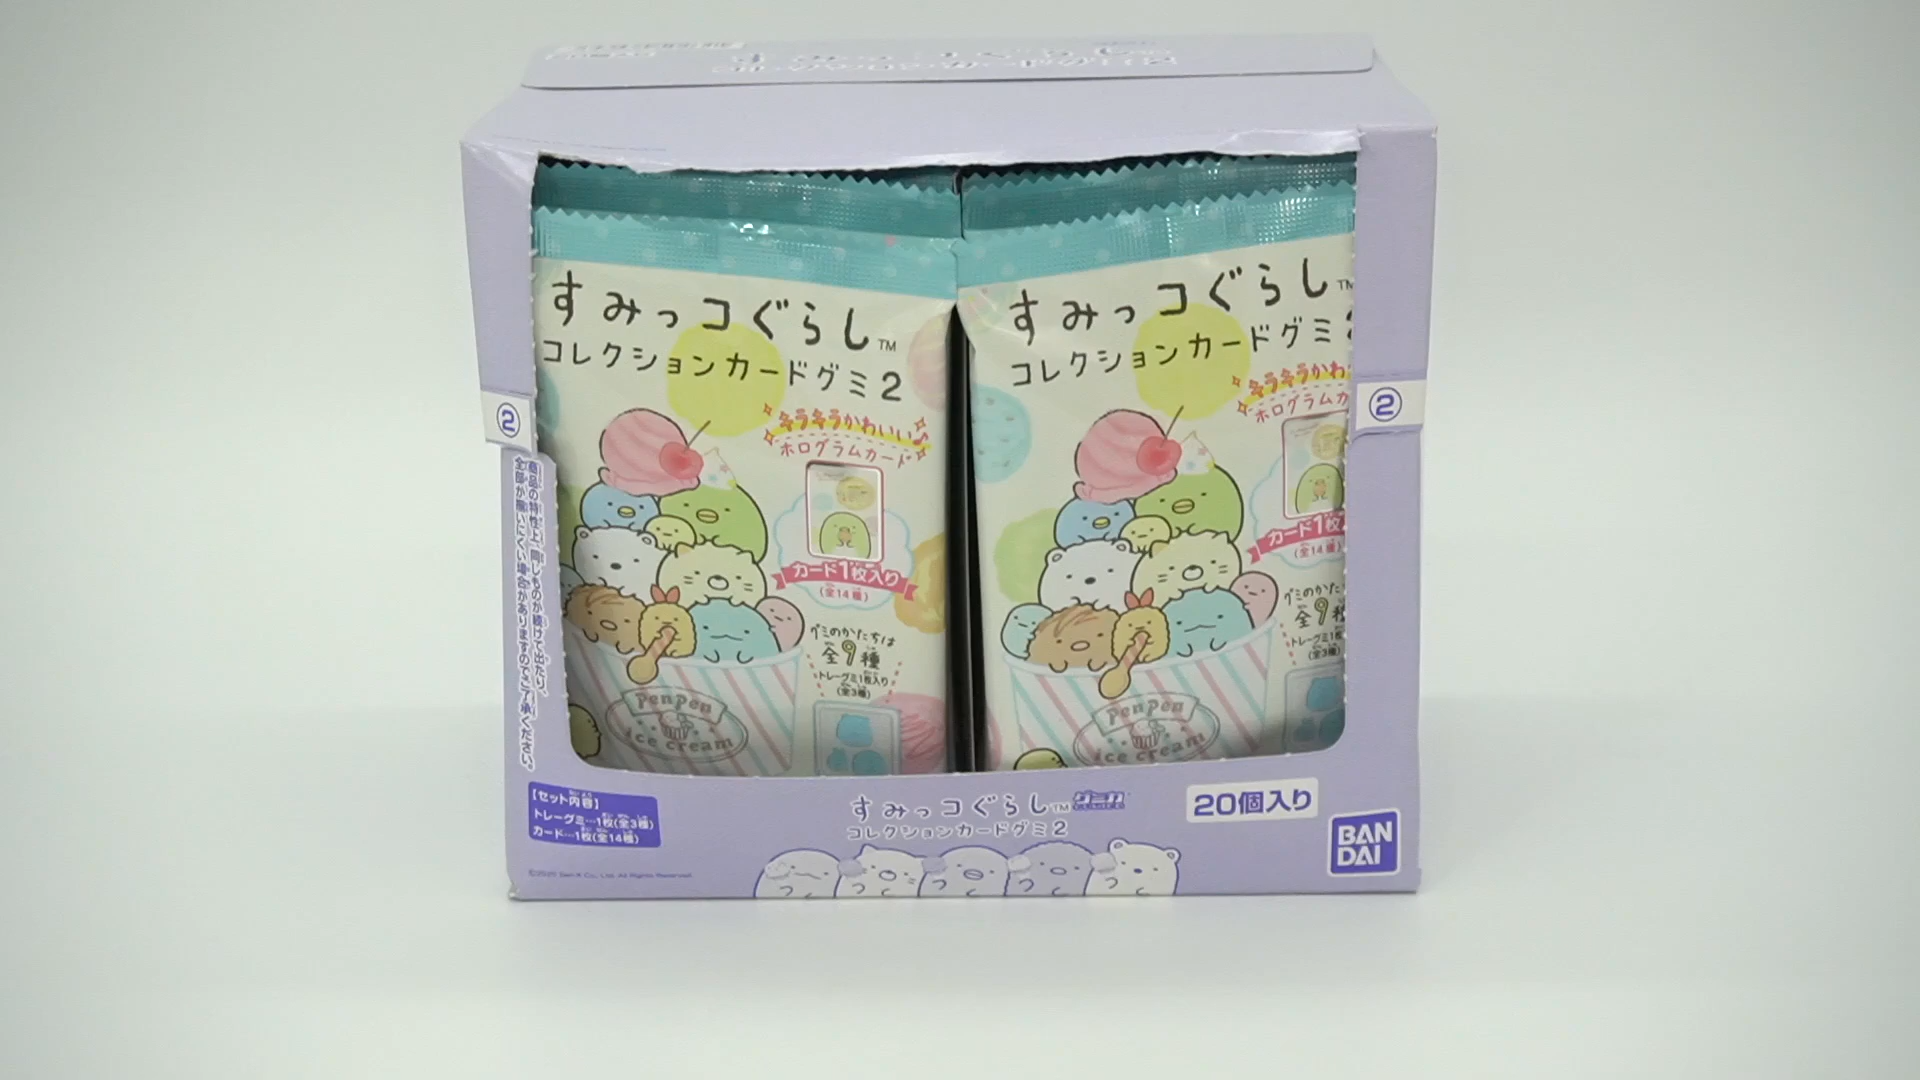 すみっコぐらし™
コレクションカードグミ2
キラキラかわいい♪
ホログラムカード
カード1枚入り
(全14種)
グミのかたちは
全9種
トレーグミ1枚入り
(全3種)
PenPen
ice cream
すみっコぐらし™
コレクションカードグミ
キラキラかわ
ホログラムカ
カード1枚
(全14種)
グミのかた
全9種
トレーグミ1枚
(全3種)
PenPen
ice cream
②
②
商品の特性上、同じものが続けて出たり、
全部が揃いにくい場合がありますのでご了承ください。
【セット内容】
トレーグミ…1枚(全3種)
カード…1枚(全14種)
すみっコぐらし™
コレクションカードグミ2
20個入り
BAN
DAI